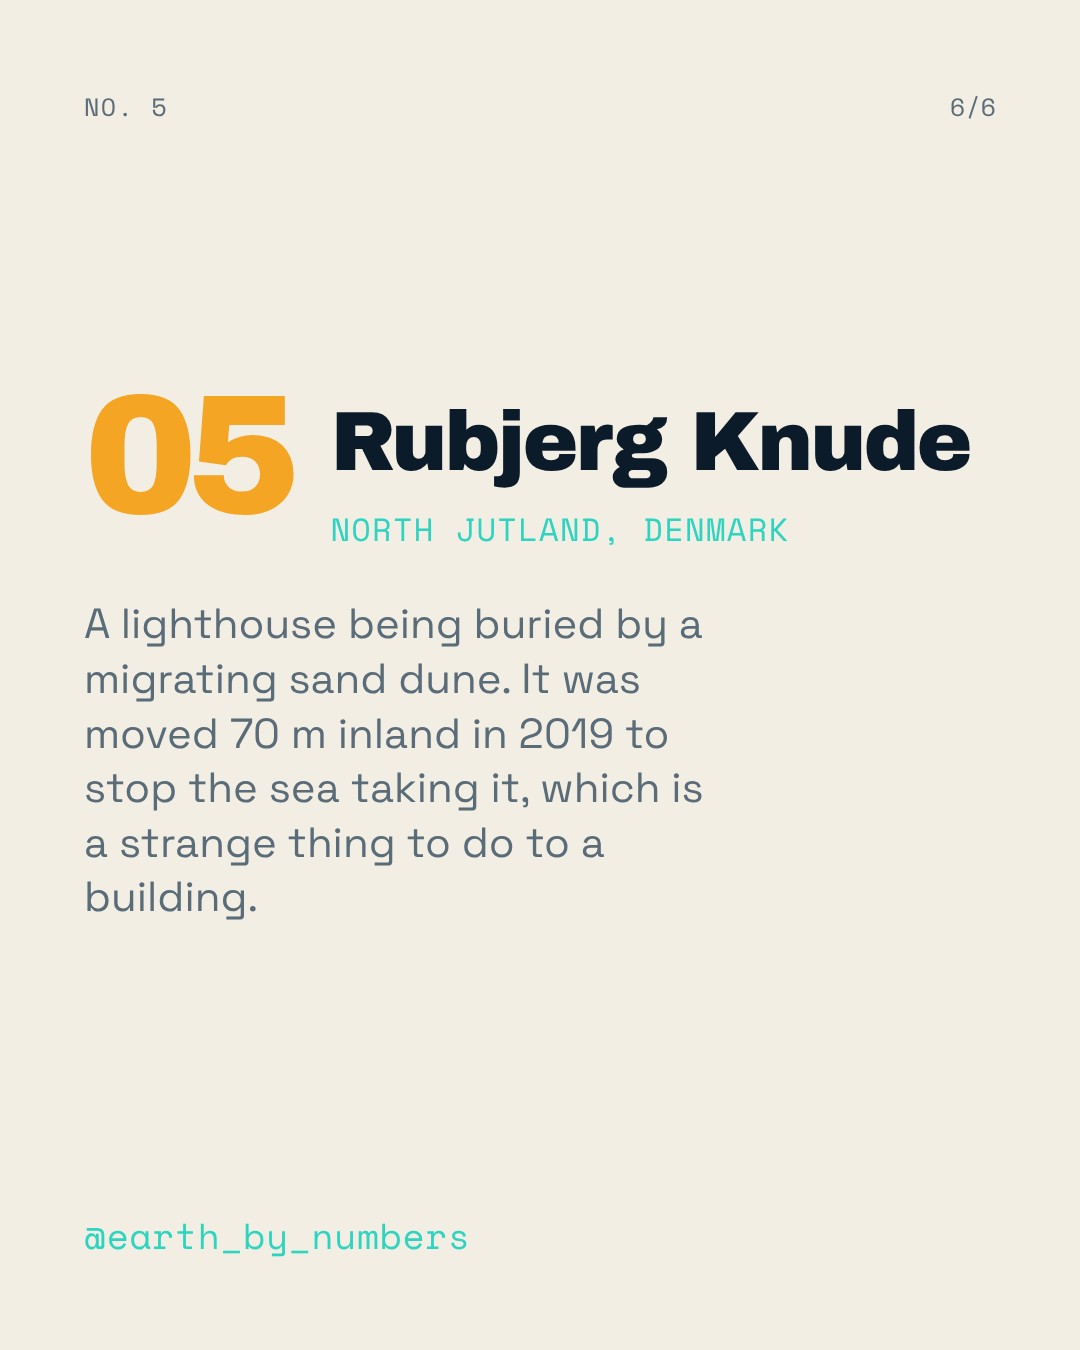 NO. 5
6/6
05 Rubjerg Knude
NORTH JUTLAND, DENMARK
A lighthouse being buried by a
migrating sand dune. It was
moved 70 m inland in 2019 to
stop the sea taking it, which is
a strange thing to do to a
building.
@earth_by_numbers